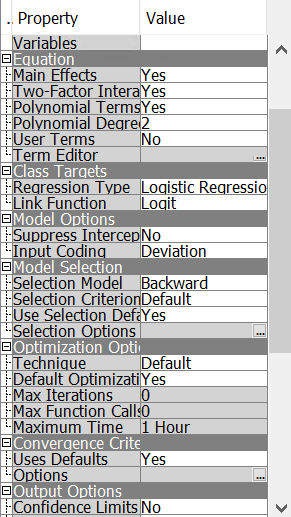 .. Property Value
Variables
Equation
Main Effects Yes
Two-Factor Intera Yes
Polynomial Terms Yes
Polynomial Degre 2
User Terms No
Term Editor ...
Class Targets
Regression Type Logistic Regressio
Link Function Logit
Model Options
Suppress Intercep No
Input Coding Deviation
Model Selection
Selection Model Backward
Selection Criterion Default
Use Selection Defa Yes
Selection Options ...
Optimization Opti
Technique Default
Default Optimizati Yes
Max Iterations 0
Max Function Calls 0
Maximum Time 1 Hour
Convergence Crite
Uses Defaults Yes
Options ...
Output Options
Confidence Limits No